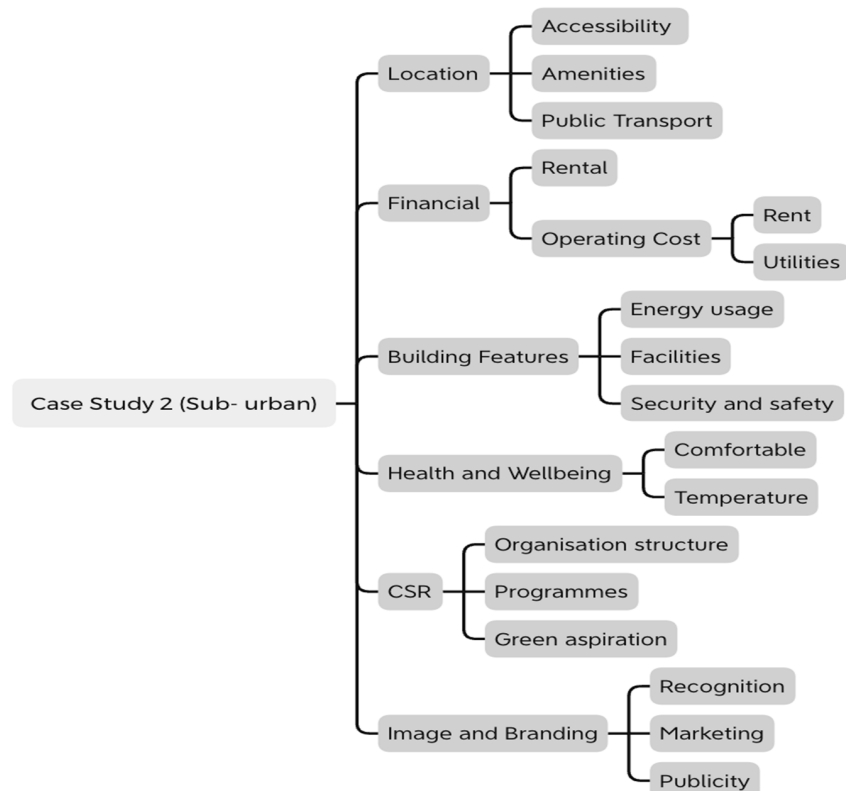 Case Study 2 (Sub- urban)
Location
Accessibility
Amenities
Public Transport
Financial
Rental
Operating Cost
Rent
Utilities
Building Features
Energy usage
Facilities
Security and safety
Health and Wellbeing
Comfortable
Temperature
CSR
Organisation structure
Programmes
Green aspiration
Image and Branding
Recognition
Marketing
Publicity